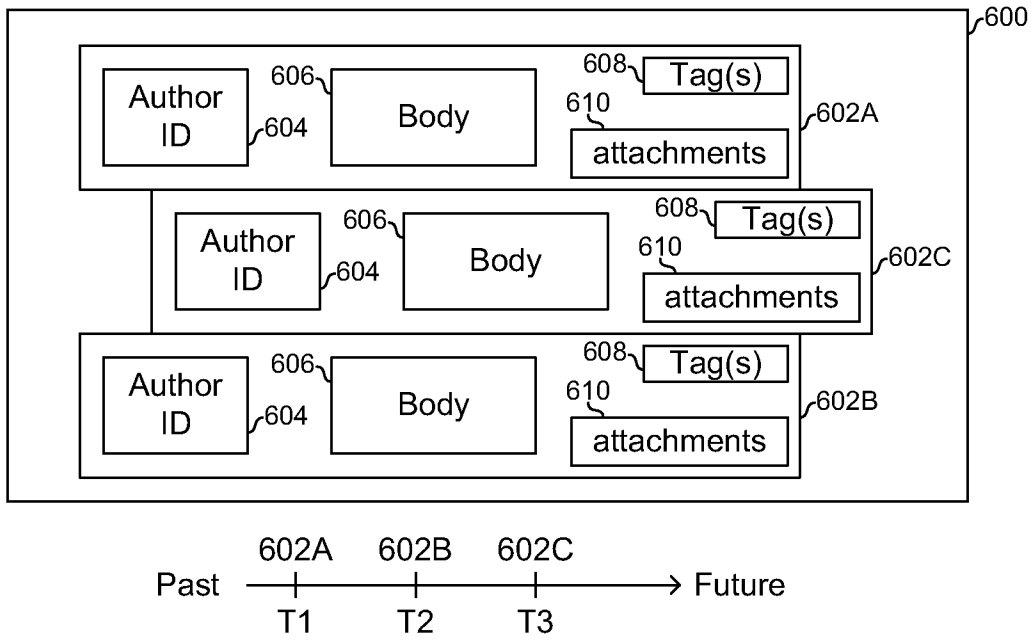 600
Author
ID
604
606
Body
608
Tag(s)
610
attachments
602A
Author
ID
604
606
Body
608
Tag(s)
610
attachments
602C
Author
ID
604
606
Body
608
Tag(s)
610
attachments
602B
602A 602B 602C
Past Future
T1 T2 T3